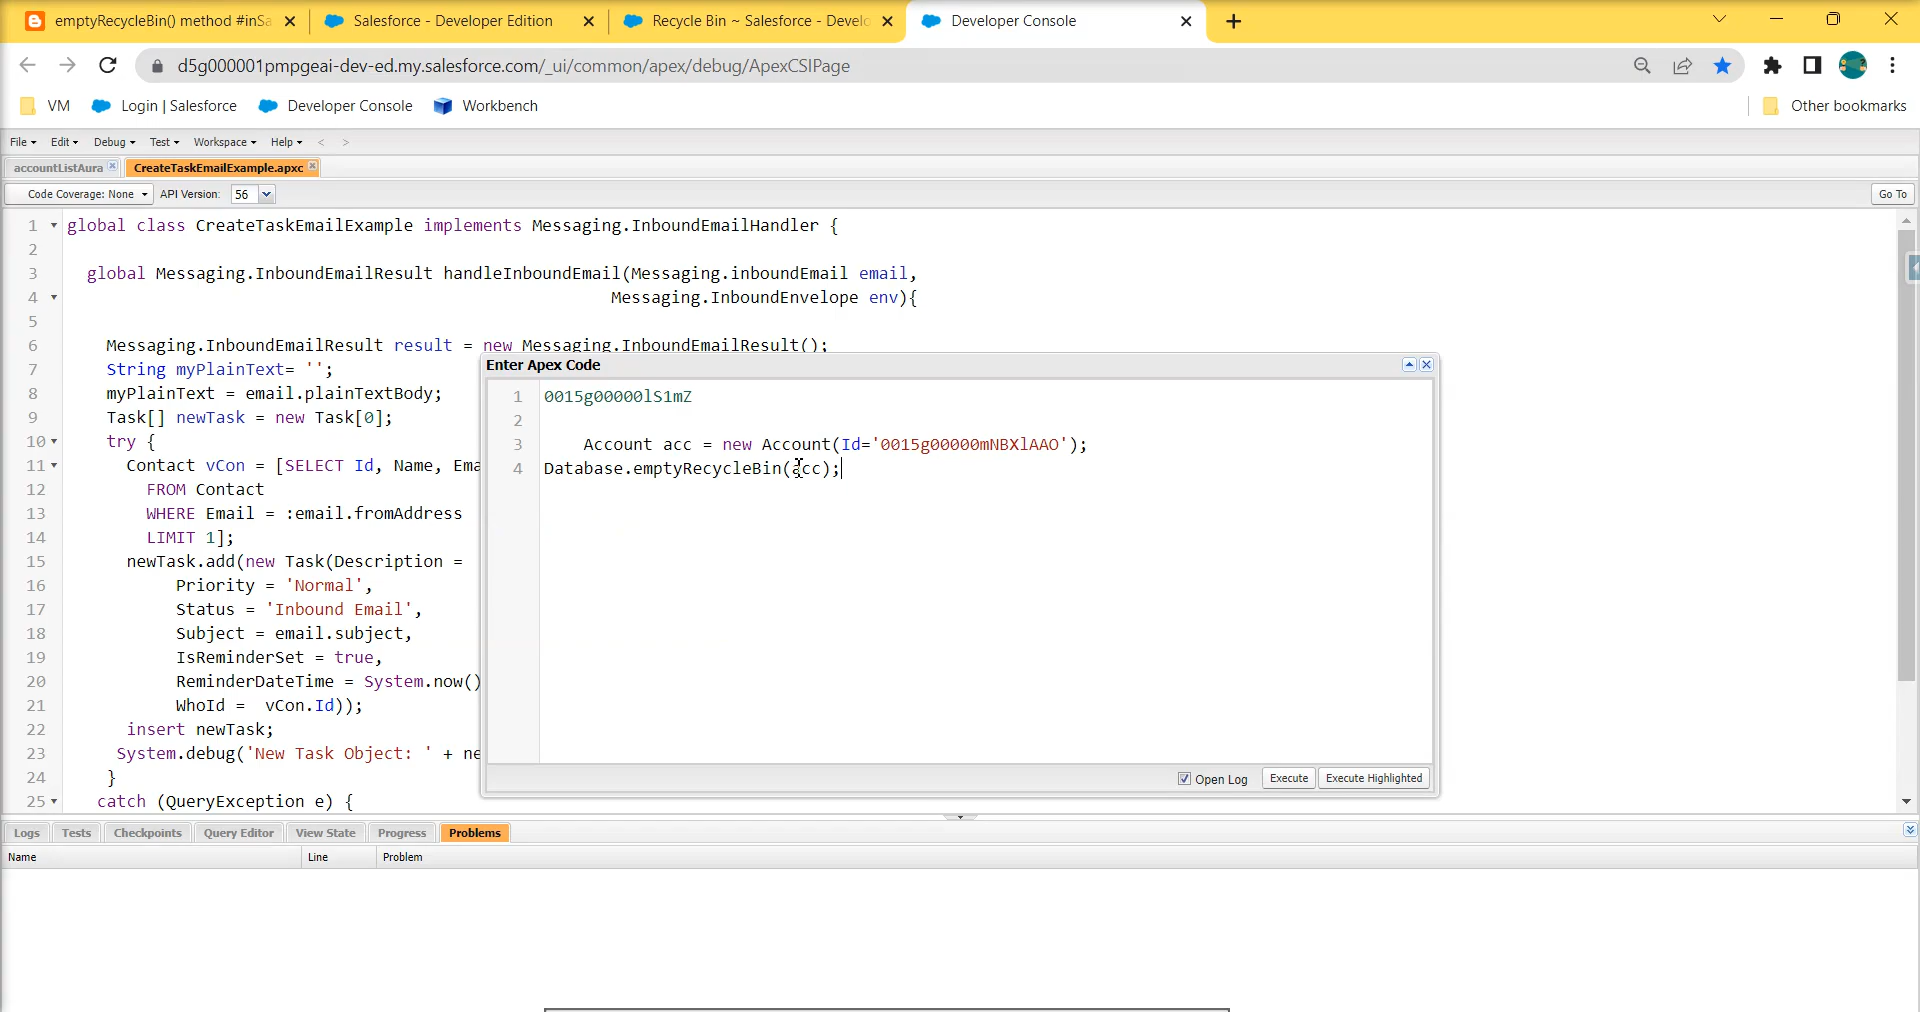 emptyRecycleBin() method #inSa
Salesforce - Developer Edition
Recycle Bin ~ Salesforce - Develo
Developer Console
d5g000001pmpgeai-dev-ed.my.salesforce.com/_ui/common/apex/debug/ApexCSIPage
VM
Login | Salesforce
Developer Console
Workbench
Other bookmarks
File
Edit
Debug
Test
Workspace
Help
<
>
accountListAura
CreateTaskEmailExample.apxc
Code Coverage: None
API Version:
56
Go To
1 global class CreateTaskEmailExample implements Messaging.InboundEmailHandler {
2
3 global Messaging.InboundEmailResult handleInboundEmail(Messaging.inboundEmail email,
4 Messaging.InboundEnvelope env){
5
6 Messaging.InboundEmailResult result = new Messaging.InboundEmailResult();
7 String myPlainText= '';
8 myPlainText = email.plainTextBody;
9 Task[] newTask = new Task[0];
10 try {
11 Contact vCon = [SELECT Id, Name, Ema
12 FROM Contact
13 WHERE Email = :email.fromAddress
14 LIMIT 1];
15 newTask.add(new Task(Description =
16 Priority = 'Normal',
17 Status = 'Inbound Email',
18 Subject = email.subject,
19 IsReminderSet = true,
20 ReminderDateTime = System.now()
21 WhoId = vCon.Id));
22 insert newTask;
23 System.debug('New Task Object: ' + ne
24 }
25 catch (QueryException e) {
Enter Apex Code
1 0015g00000lS1mZ
2
3 Account acc = new Account(Id='0015g00000mNBXlAAO');
4 Database.emptyRecycleBin(acc);
Open Log
Execute
Execute Highlighted
Logs
Tests
Checkpoints
Query Editor
View State
Progress
Problems
Name
Line
Problem